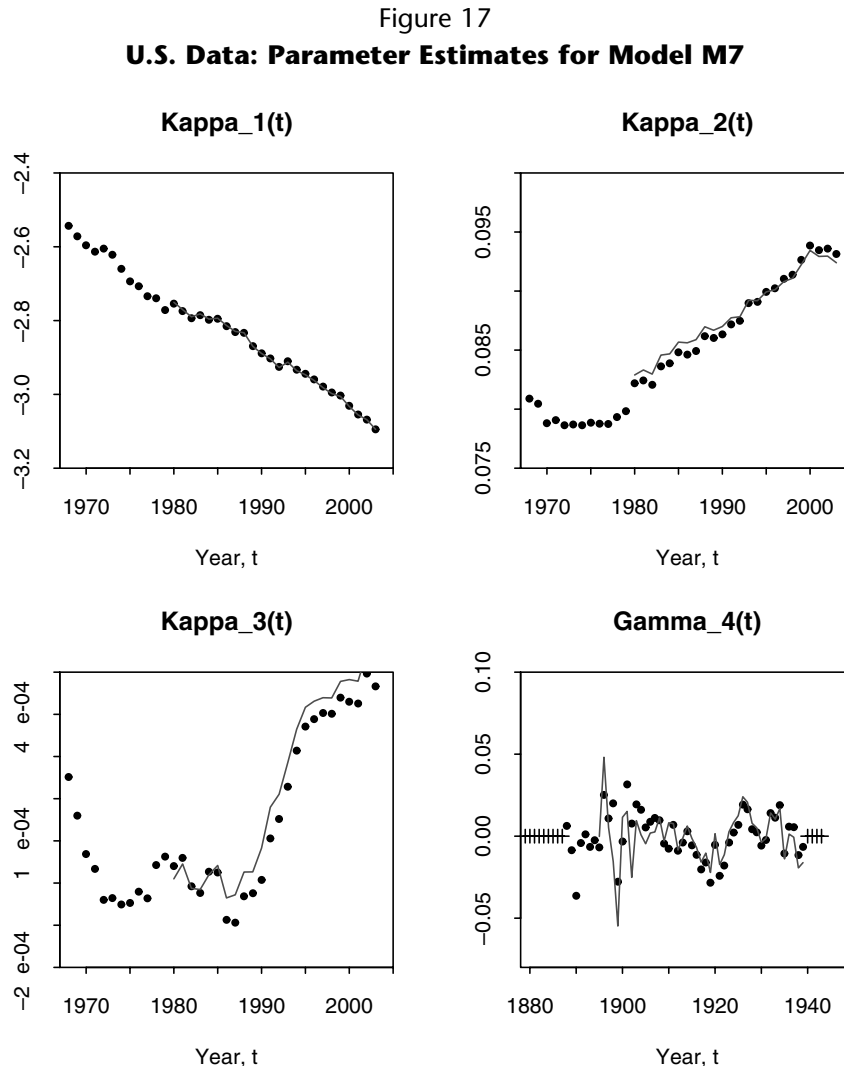 Figure 17
U.S. Data: Parameter Estimates for Model M7
Kappa_1(t)
−2.4
−2.6
−2.8
−3.0
−3.2
1970 1980 1990 2000
Year, t
Kappa_2(t)
0.095
0.085
0.075
1970 1980 1990 2000
Year, t
Kappa_3(t)
−2 e−04 1 e−04 4 e−04
1970 1980 1990 2000
Year, t
Gamma_4(t)
0.10
0.05
0.00
−0.05
1880 1900 1920 1940
Year, t